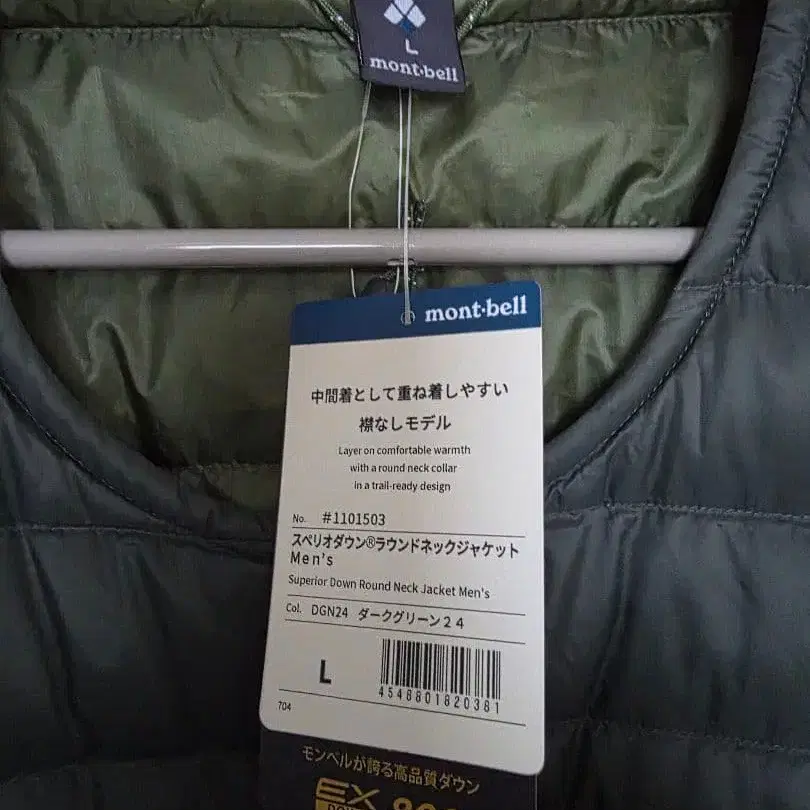 L
mont·bell
mont·bell
中間着として重ね着しやすい
襟なしモデル
Layer on comfortable warmth
with a round neck collar
in a trail-ready design
No. #1101503
スペリオダウン®ラウンドネックジャケット
Men's
Superior Down Round Neck Jacket Men's
Col. DGN24 ダークグリーン24
L
4548801820381
704
モンベルが誇る高品質ダウン
EX